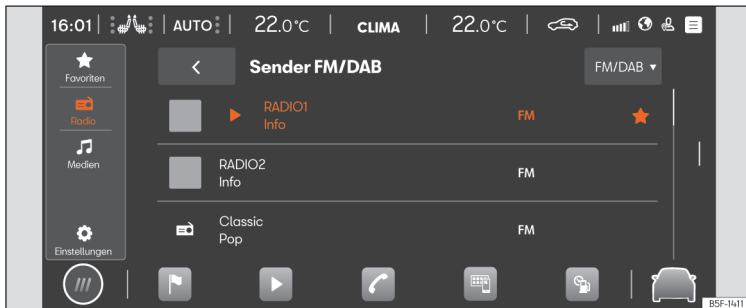 16:01 AUTO 22.0°C CLIMA 22.0°C
Favoriten
Radio
Medien
Einstellungen
Sender FM/DAB
FM/DAB
RADIO1
Info
FM
RADIO2
Info
FM
Classic
Pop
FM
B5F-1411